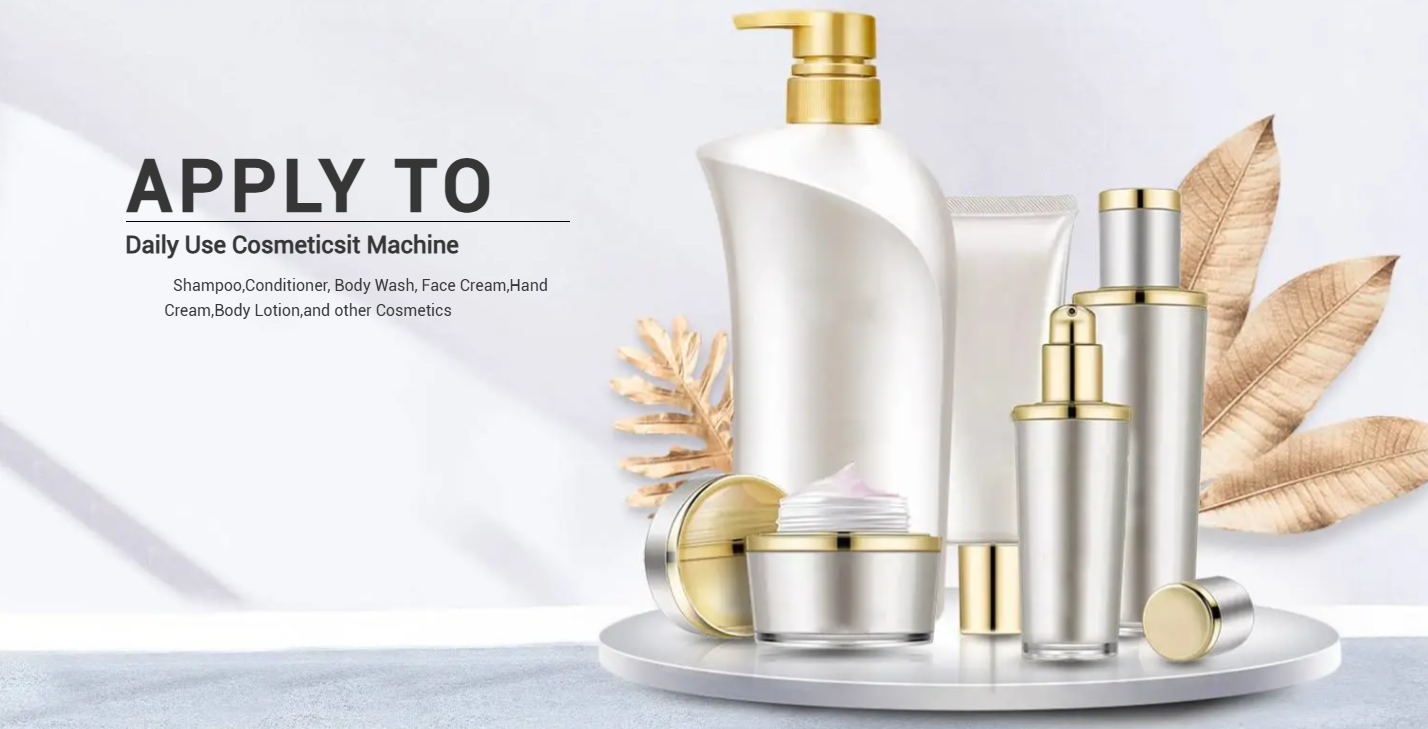 APPLY TO
Daily Use Cosmeticsit Machine
Shampoo,Conditioner, Body Wash, Face Cream,Hand
Cream,Body Lotion,and other Cosmetics